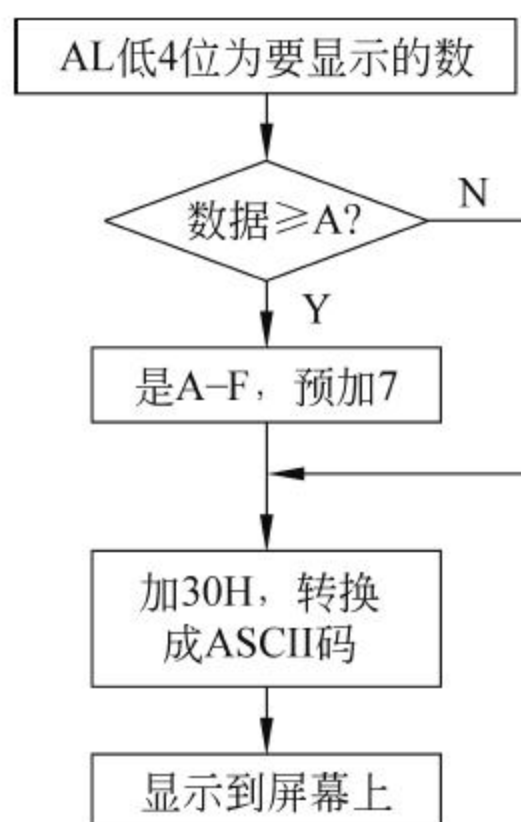 AL低4位为要显示的数
数据≥A?
N
Y
是A–F，预加7
加30H，转换
成ASCII码
显示到屏幕上